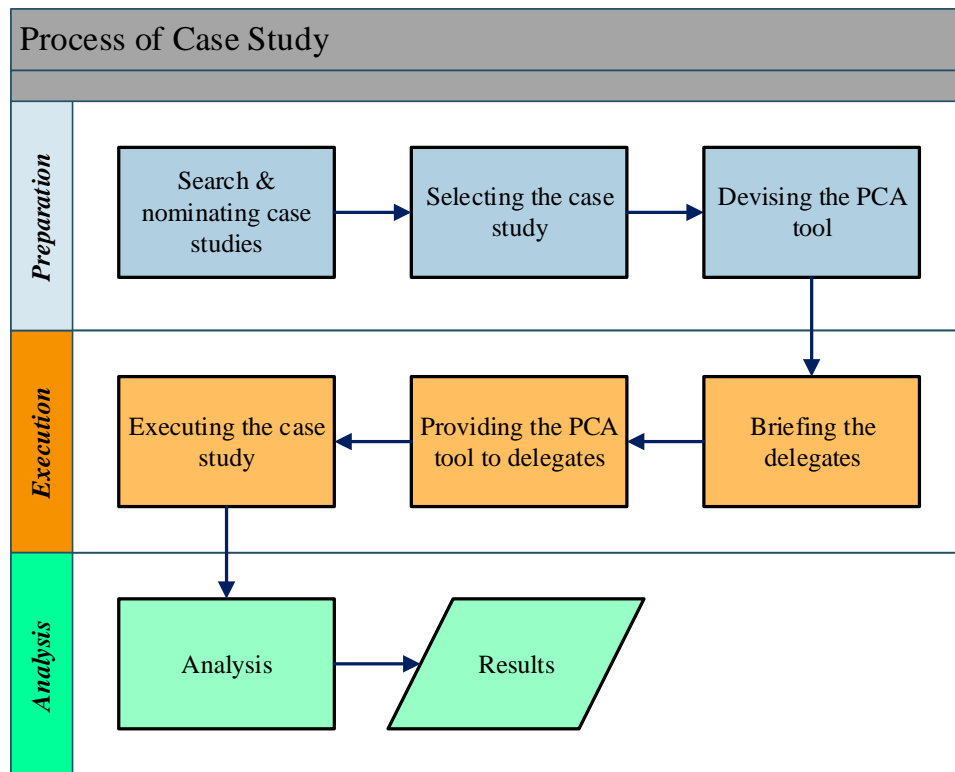 Process of Case Study
Preparation
Search &
nominating case
studies
Selecting the case
study
Devising the PCA
tool
Execution
Executing the case
study
Providing the PCA
tool to delegates
Briefing the
delegates
Analysis
Analysis
Results